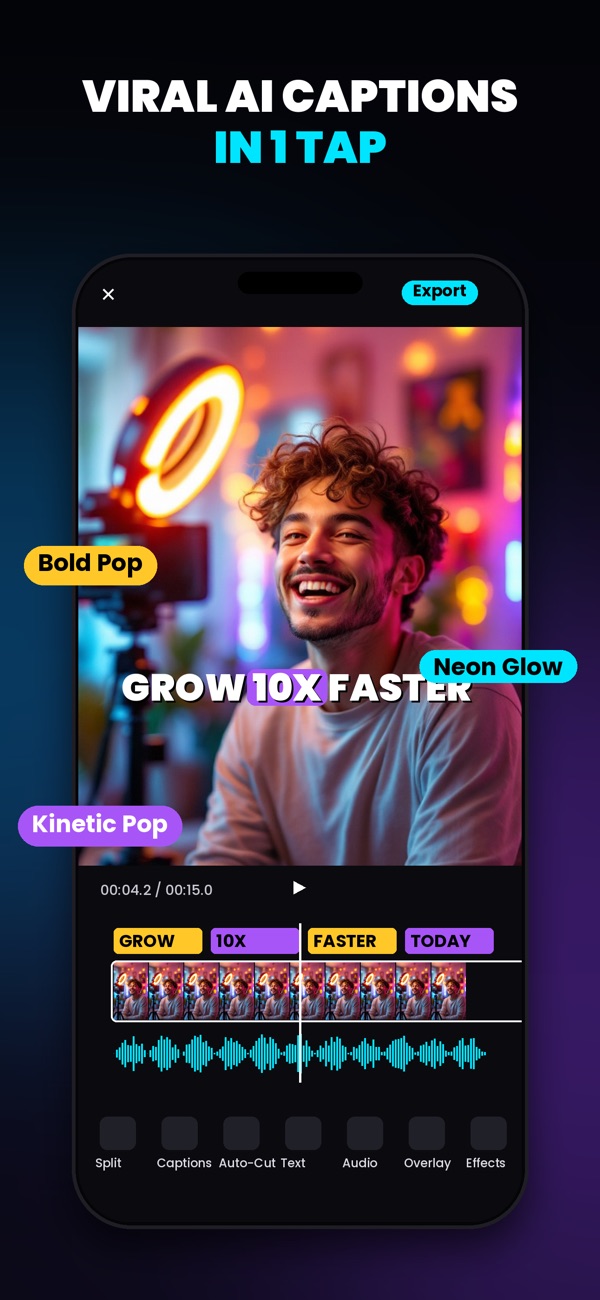 VIRAL AI CAPTIONS
IN 1 TAP
Export
Bold Pop
Neon Glow
GROW 10X FASTER
Kinetic Pop
00:04.2 / 00:15.0
GROW 10X FASTER TODAY
Split Captions Auto-Cut Text Audio Overlay Effects